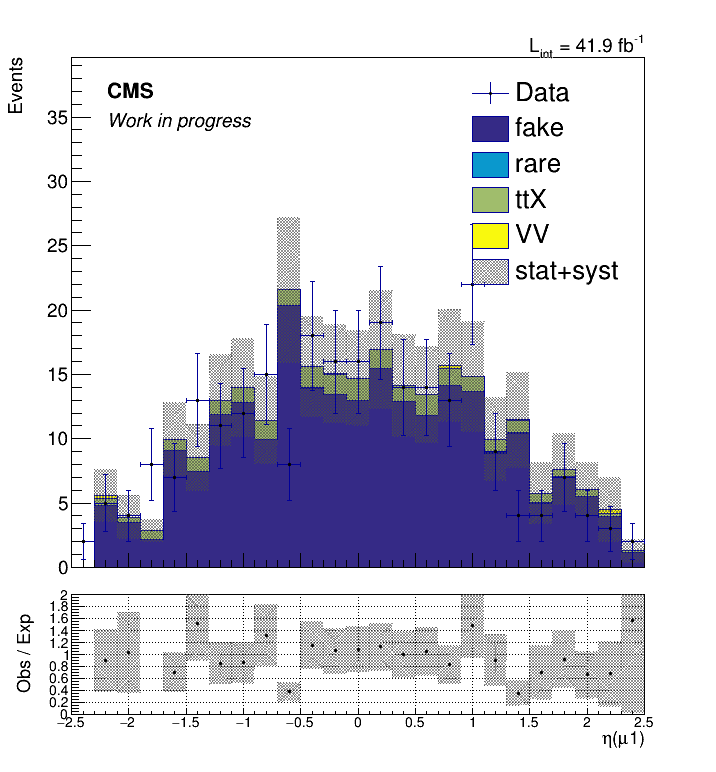 L_int = 41.9 fb^-1
Events
CMS
Work in progress
Data
fake
rare
ttX
VV
stat+syst
35
30
25
20
15
10
5
0
Obs / Exp
2
1.8
1.6
1.4
1.2
1
0.8
0.6
0.4
0.2
0
−2.5 −2 −1.5 −1 −0.5 0 0.5 1 1.5 2 2.5
η(μ1)